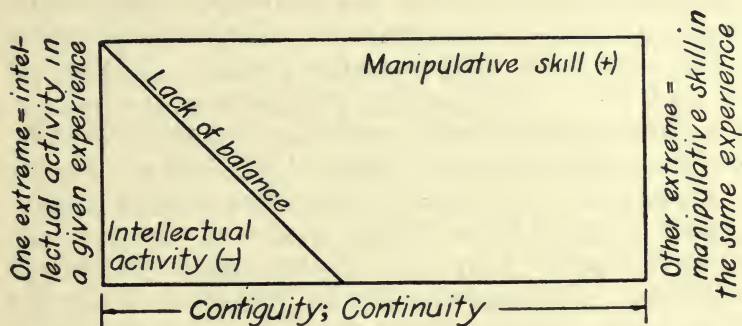 One extreme = intel-
lectual activity in
a given experience
Manipulative skill (+)
Lack of balance
Intellectual
activity (-)
Other extreme =
manipulative skill in
the same experience
Contiguity; Continuity